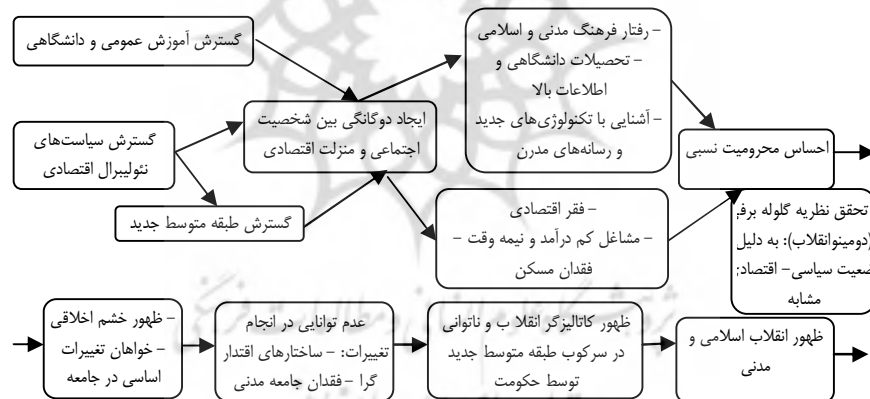 گسترش آموزش عمومی و دانشگاهی
گسترش سیاست‌های
نئولیبرال اقتصادی
گسترش طبقه متوسط جدید
ایجاد دوگانگی بین شخصیت
اجتماعی و منزلت اقتصادی
– رفتار فرهنگ مدنی و اسلامی
– تحصیلات دانشگاهی و
اطلاعات بالا
– آشنایی با تکنولوژی‌های جدید
و رسانه‌های مدرن
– فقر اقتصادی
– مشاغل کم درآمد و نیمه وقت –
فقدان مسکن
احساس محرومیت نسبی
تحقق نظریه گلوله برفی
(دومینوانقلاب): به دلیل
ضعیت سیاسی– اقتصادی
مشابه
– ظهور خشم اخلاقی
– خواهان تغییرات
اساسی در جامعه
عدم توانایی در انجام
تغییرات: – ساختارهای اقتدار
گرا – فقدان جامعه مدنی
ظهور کاتالیزگر انقلا ب و ناتوانی
در سرکوب طبقه متوسط جدید
توسط حکومت
ظهور انقلاب اسلامی و
مدنی